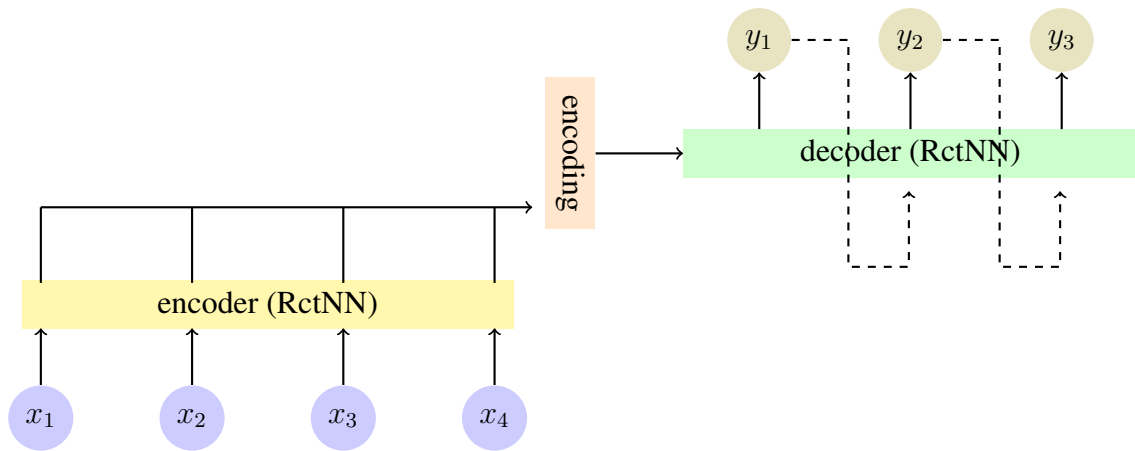 y₁ y₂ y₃
encoding
decoder (RctNN)
encoder (RctNN)
x₁ x₂ x₃ x₄